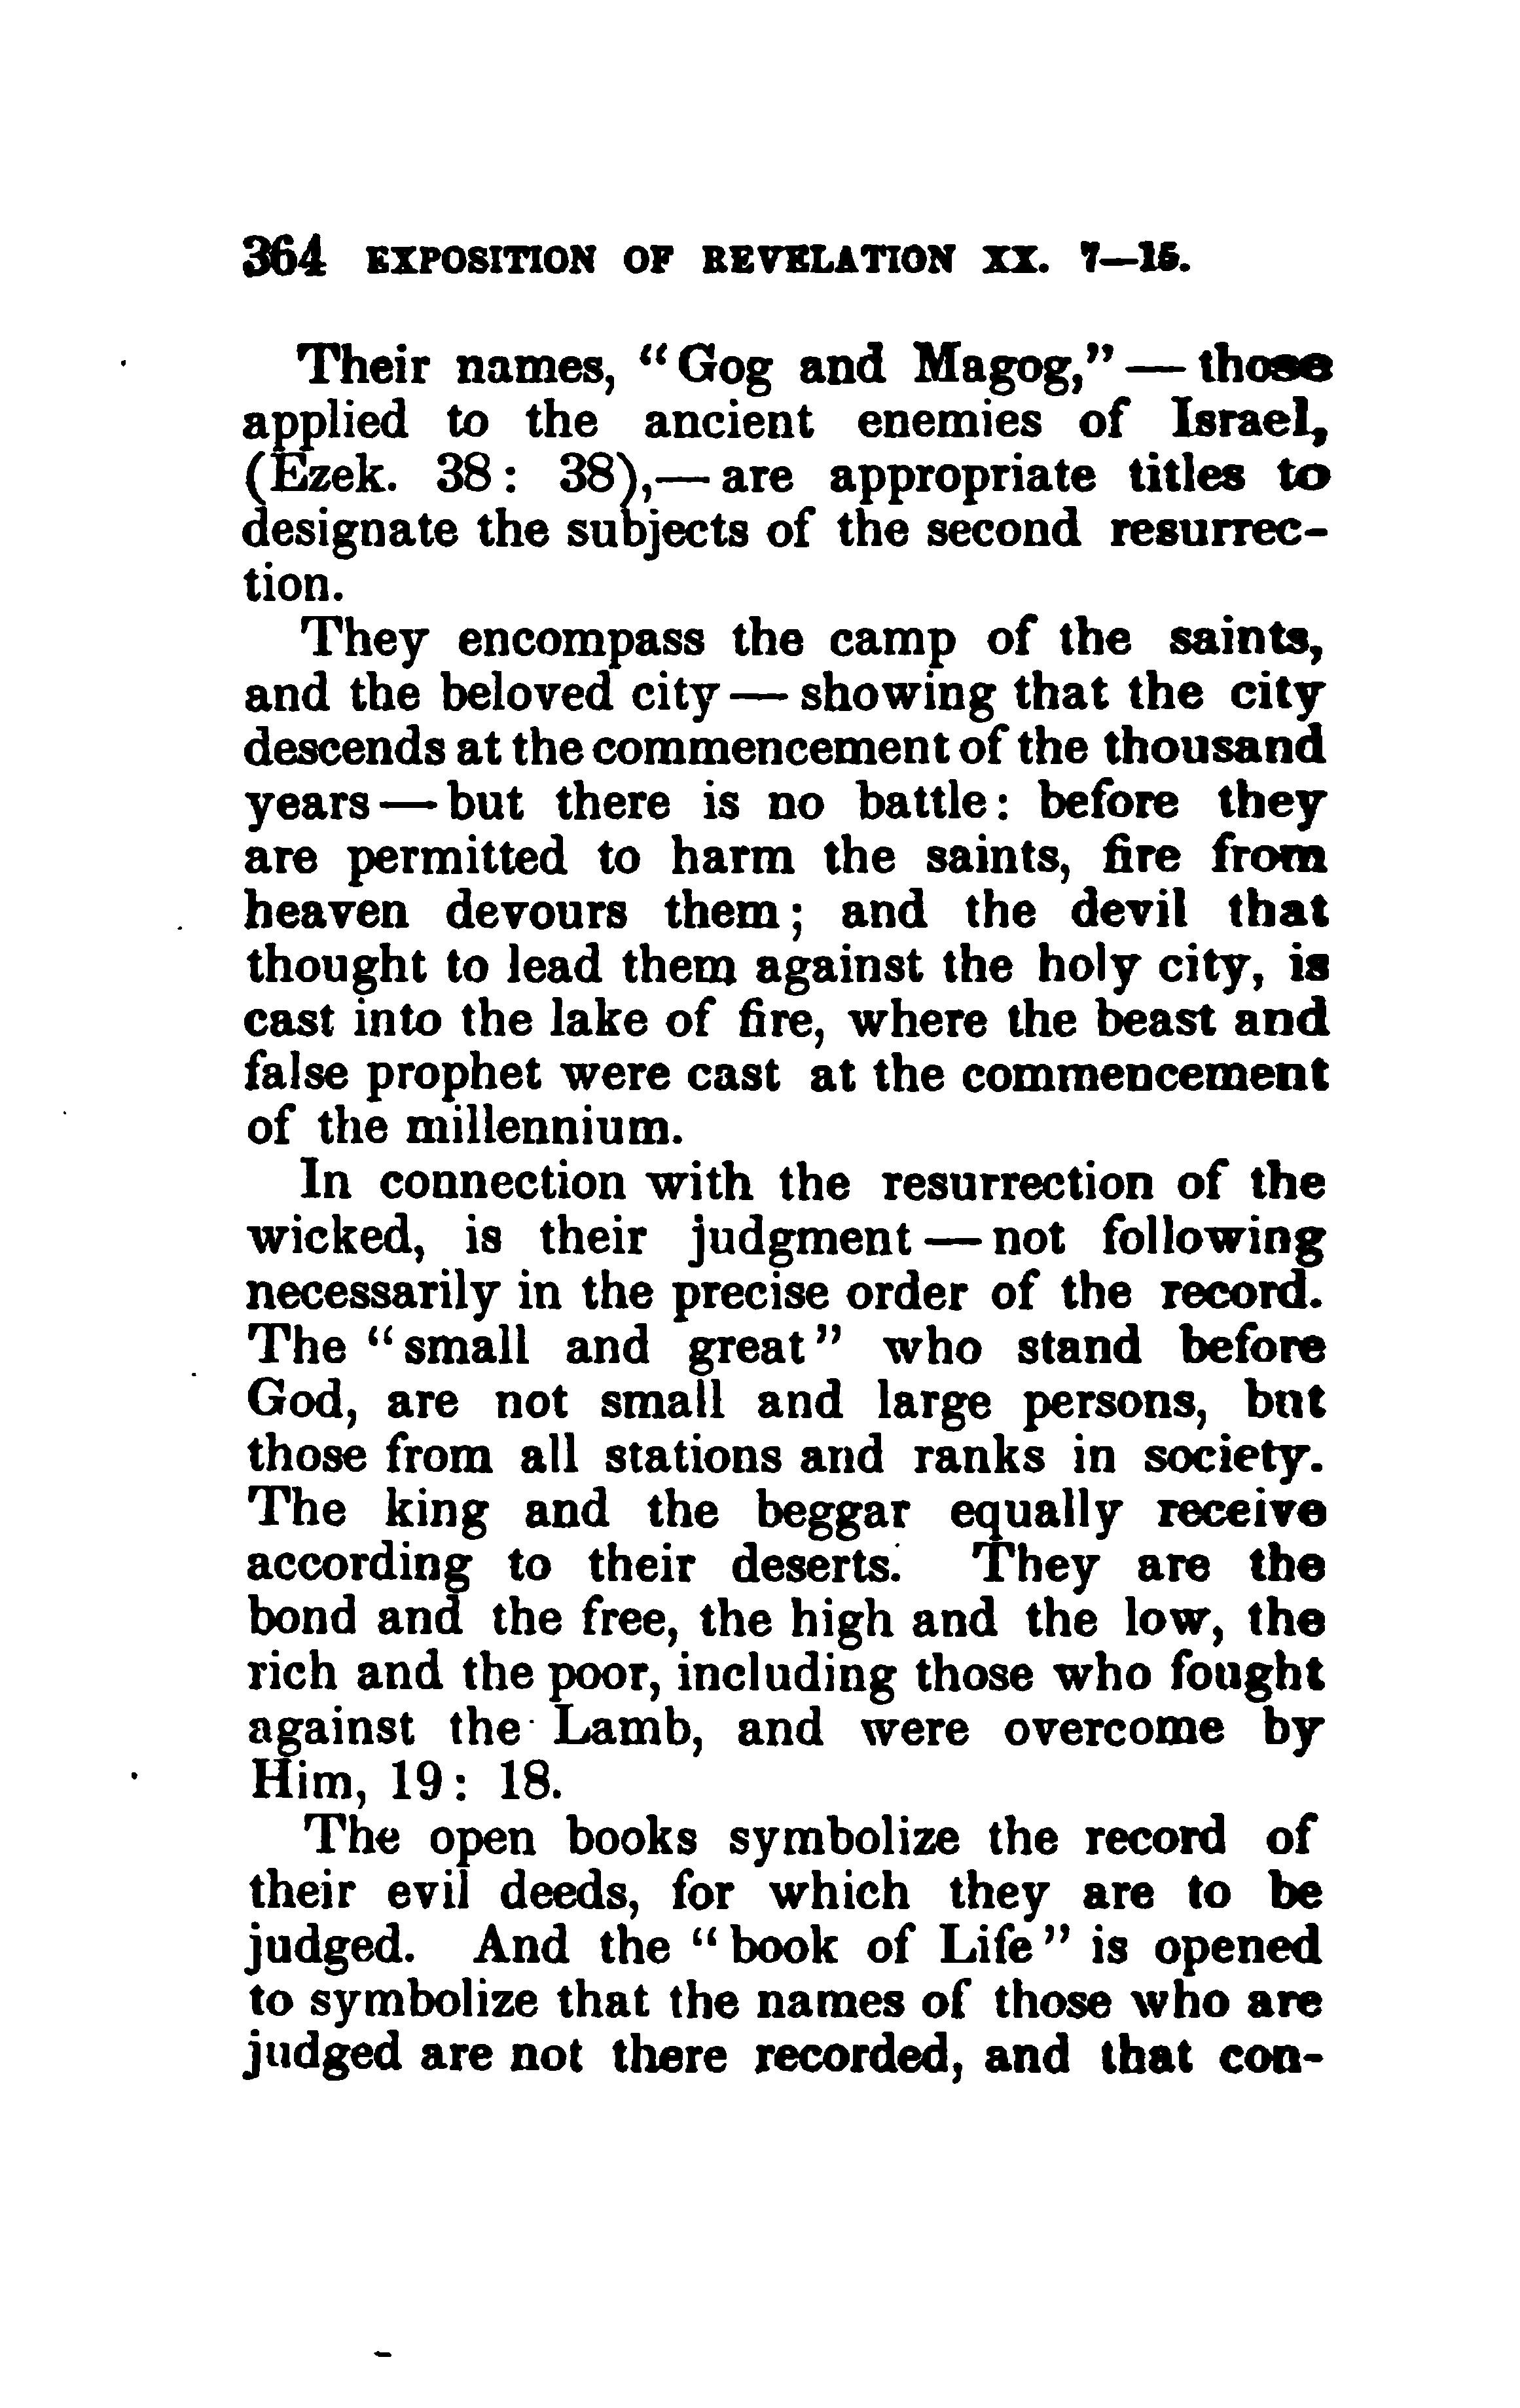 364 EXPOSITION OF REVELATION XX. 7—15.
Their names, "Gog and Magog,"— those
applied to the ancient enemies of Israel,
(Ezek. 38: 38),— are appropriate titles to
designate the subjects of the second resurrec-
tion.
They encompass the camp of the saints,
and the beloved city — showing that the city
descends at the commencement of the thousand
years — but there is no battle: before they
are permitted to harm the saints, fire from
heaven devours them; and the devil that
thought to lead them against the holy city, is
cast into the lake of fire, where the beast and
false prophet were cast at the commencement
of the millennium.
In connection with the resurrection of the
wicked, is their judgment — not following
necessarily in the precise order of the record.
The "small and great" who stand before
God, are not small and large persons, but
those from all stations and ranks in society.
The king and the beggar equally receive
according to their deserts. They are the
bond and the free, the high and the low, the
rich and the poor, including those who fought
against the Lamb, and were overcome by
Him, 19: 18.
The open books symbolize the record of
their evil deeds, for which they are to be
judged. And the "book of Life" is opened
to symbolize that the names of those who are
judged are not there recorded, and that con-